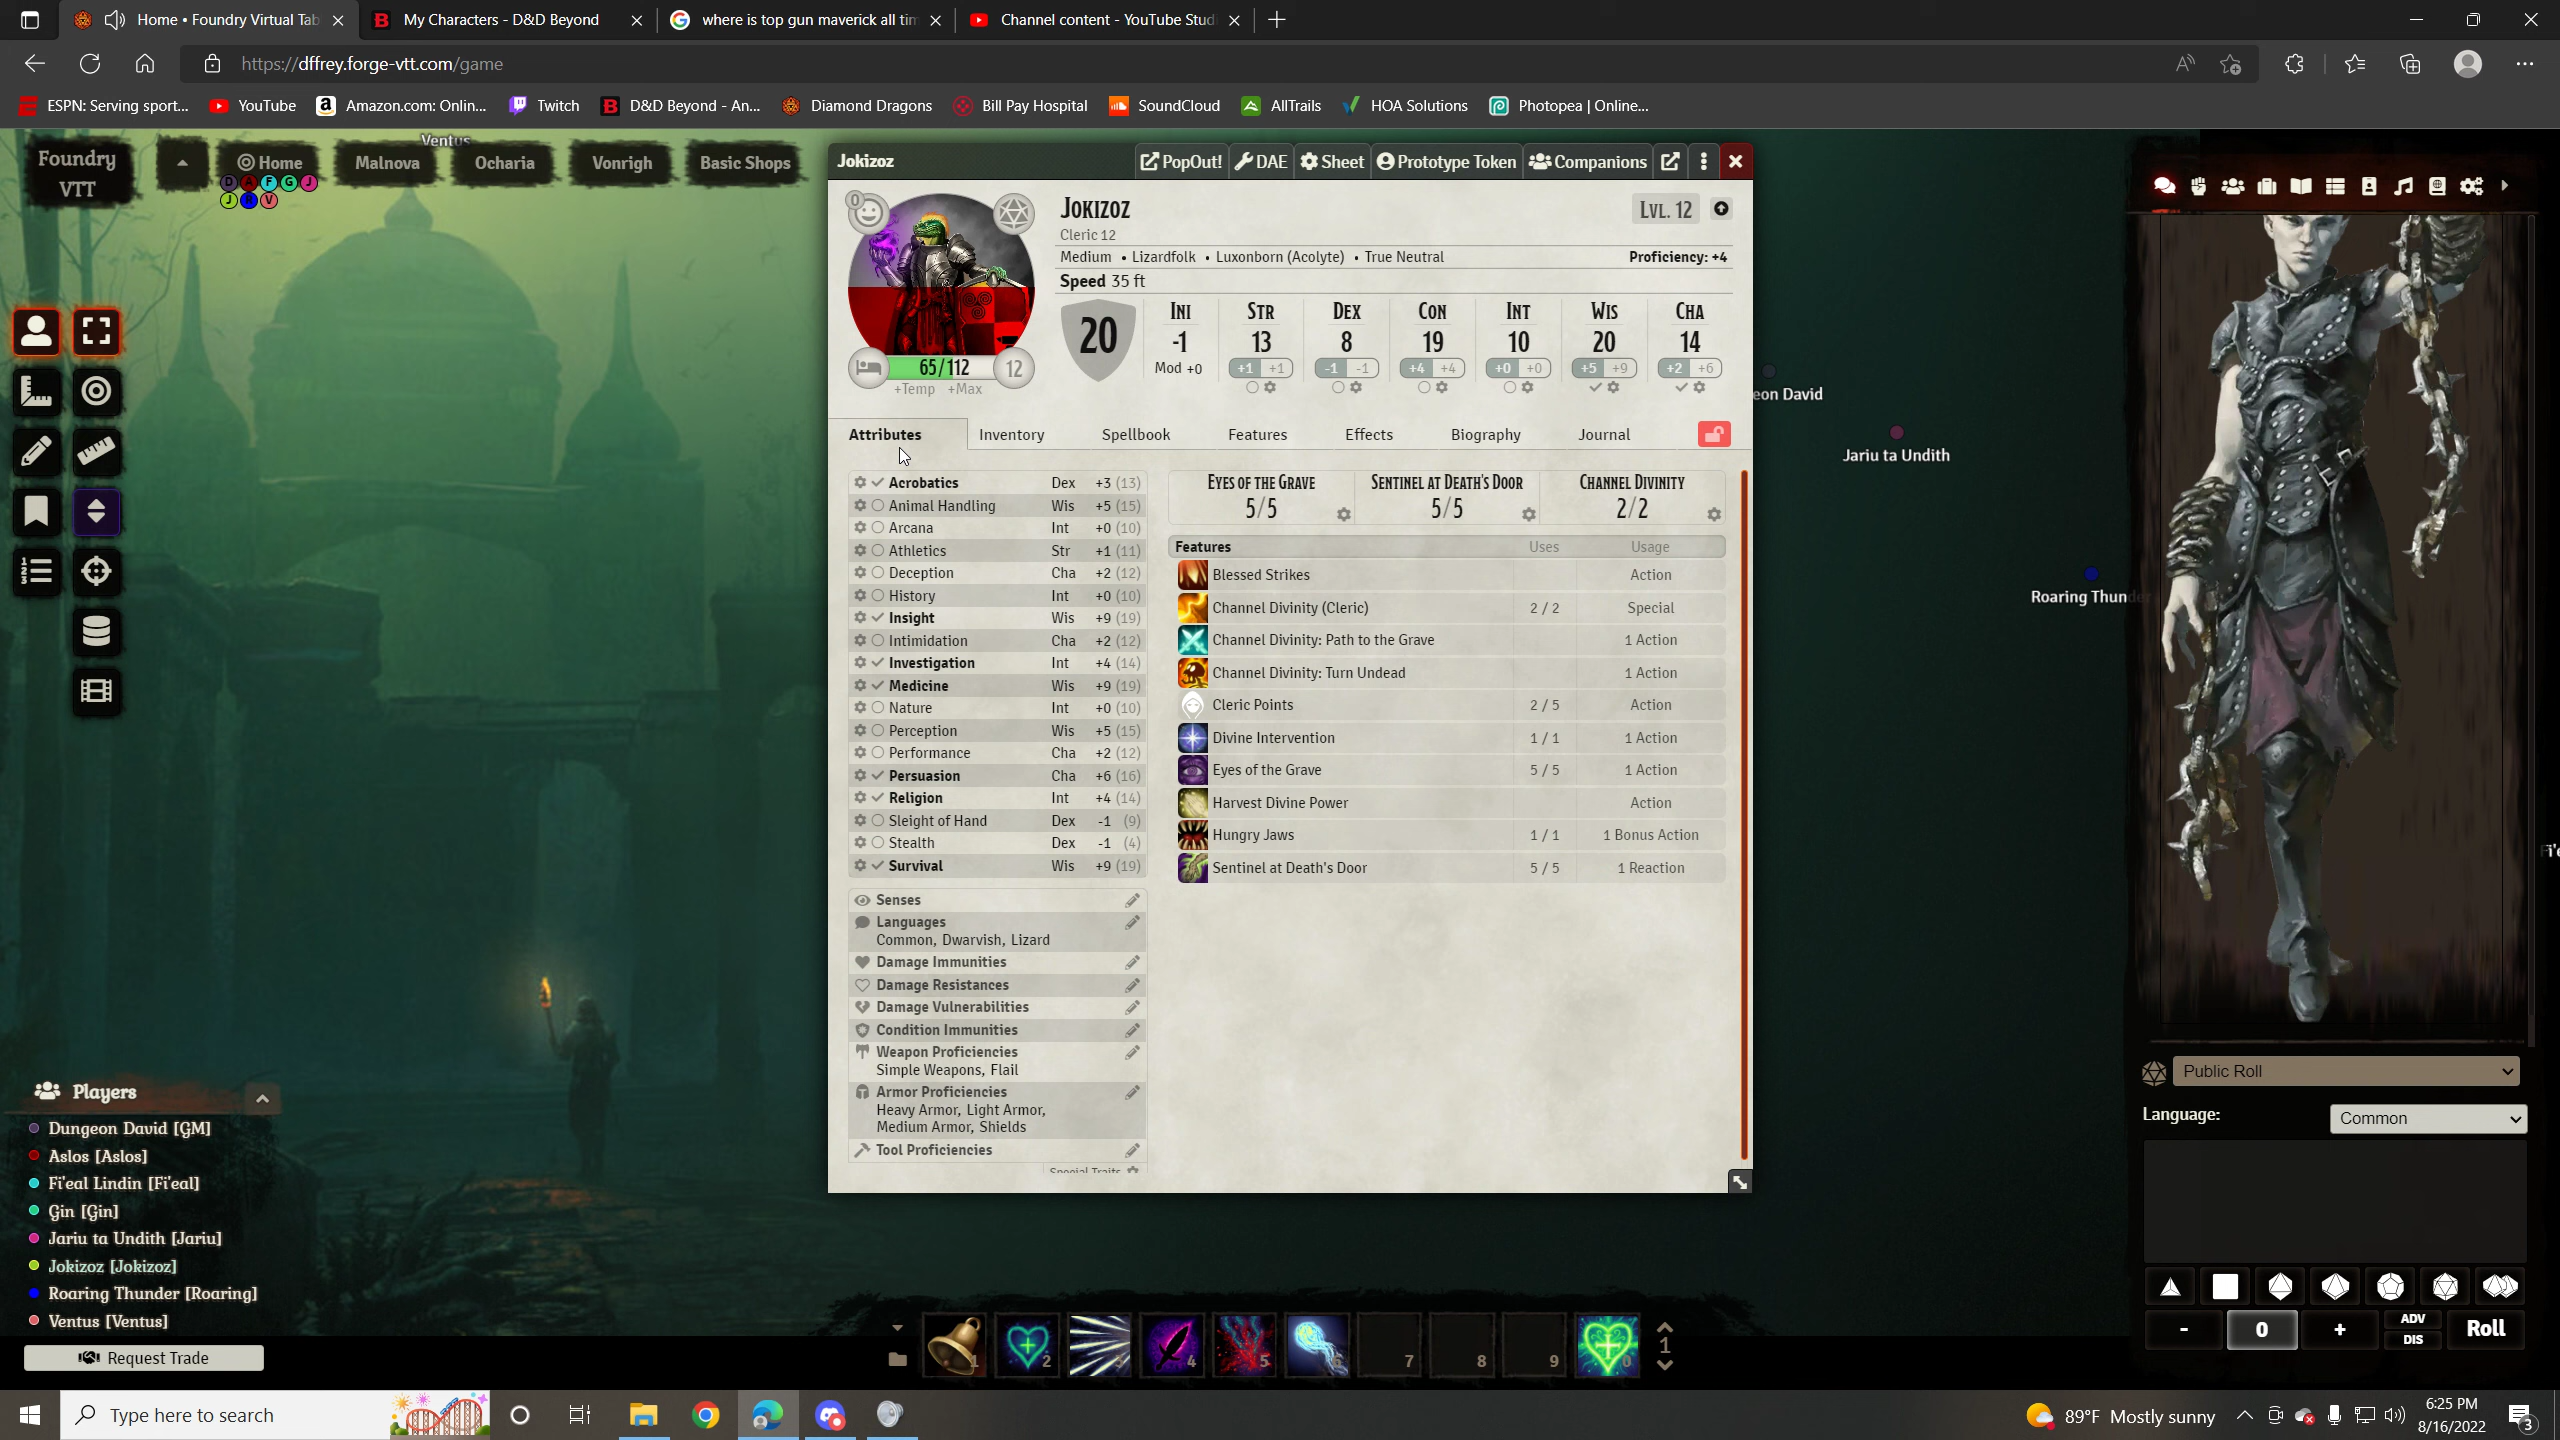 Home • Foundry Virtual Tab
My Characters - D&D Beyond
where is top gun maverick all tim
Channel content - YouTube Stud
https://dffrey.forge-vtt.com/game
ESPN: Serving sport...
YouTube
Amazon.com: Onlin...
Twitch
D&D Beyond - An...
Diamond Dragons
Bill Pay Hospital
SoundCloud
AllTrails
HOA Solutions
Photopea | Online...
Ventus
Foundry
VTT
Home
Malnova
Ocharia
Vonrigh
Basic Shops
D A F G J
J R V
Jokizoz
PopOut!
DAE
Sheet
Prototype Token
Companions
0
Jokizoz
Lvl. 12
Cleric 12
Medium • Lizardfolk • Luxonborn (Acolyte) • True Neutral
Proficiency: +4
Speed 35 ft
20
Ini Str Dex Con Int Wis Cha
-1 13 8 19 10 20 14
Mod +0 +1 +1 -1 -1 +4 +4 +0 +0 +5 +9 +2 +6
65/112
12
+Temp +Max
Attributes
Inventory
Spellbook
Features
Effects
Biography
Journal
Acrobatics Dex +3 (13)
Animal Handling Wis +5 (15)
Arcana Int +0 (10)
Athletics Str +1 (11)
Deception Cha +2 (12)
History Int +0 (10)
Insight Wis +9 (19)
Intimidation Cha +2 (12)
Investigation Int +4 (14)
Medicine Wis +9 (19)
Nature Int +0 (10)
Perception Wis +5 (15)
Performance Cha +2 (12)
Persuasion Cha +6 (16)
Religion Int +4 (14)
Sleight of Hand Dex -1 (9)
Stealth Dex -1 (4)
Survival Wis +9 (19)
Senses
Languages
Common, Dwarvish, Lizard
Damage Immunities
Damage Resistances
Damage Vulnerabilities
Condition Immunities
Weapon Proficiencies
Simple Weapons, Flail
Armor Proficiencies
Heavy Armor, Light Armor,
Medium Armor, Shields
Tool Proficiencies
Special Traits
Eyes of the Grave
5/5
Sentinel at Death's Door
5/5
Channel Divinity
2/2
Features Uses Usage
Blessed Strikes Action
Channel Divinity (Cleric) 2 / 2 Special
Channel Divinity: Path to the Grave 1 Action
Channel Divinity: Turn Undead 1 Action
Cleric Points 2 / 5 Action
Divine Intervention 1 / 1 1 Action
Eyes of the Grave 5 / 5 1 Action
Harvest Divine Power Action
Hungry Jaws 1 / 1 1 Bonus Action
Sentinel at Death's Door 5 / 5 1 Reaction
eon David
Jariu ta Undith
Roaring Thunder
Fi'e
Players
Dungeon David [GM]
Aslos [Aslos]
Fi'eal Lindin [Fi'eal]
Gin [Gin]
Jariu ta Undith [Jariu]
Jokizoz [Jokizoz]
Roaring Thunder [Roaring]
Ventus [Ventus]
Request Trade
1 2 3 4 5 6 7 8 9 0
1
Public Roll
Language:
Common
- 0 +
ADV
DIS
Roll
Type here to search
89°F Mostly sunny
6:25 PM
8/16/2022
3